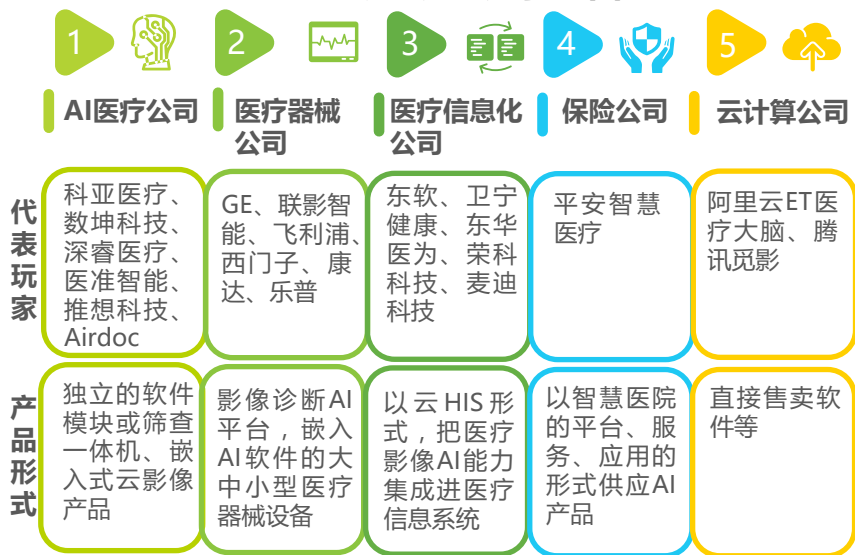 1
2
3
4
5
AI医疗公司
医疗器械
公司
医疗信息化
公司
保险公司
云计算公司
代表玩家
科亚医疗、
数坤科技、
深睿医疗、
医准智能、
推想科技、
Airdoc
GE、联影智
能、飞利浦、
西门子、康
达、乐普
东软、卫宁
健康、东华
医为、荣科
科技、麦迪
科技
平安智慧
医疗
阿里云ET医
疗大脑、腾
讯觅影
产品形式
独立的软件
模块或筛查
一体机、嵌
入式云影像
产品
影像诊断AI
平台，嵌入
AI软件的大
中小型医疗
器械设备
以云HIS形
式，把医疗
影像AI能力
集成进医疗
信息系统
以智慧医院
的平台、服
务、应用的
形式供应AI
产品
直接售卖软
件等